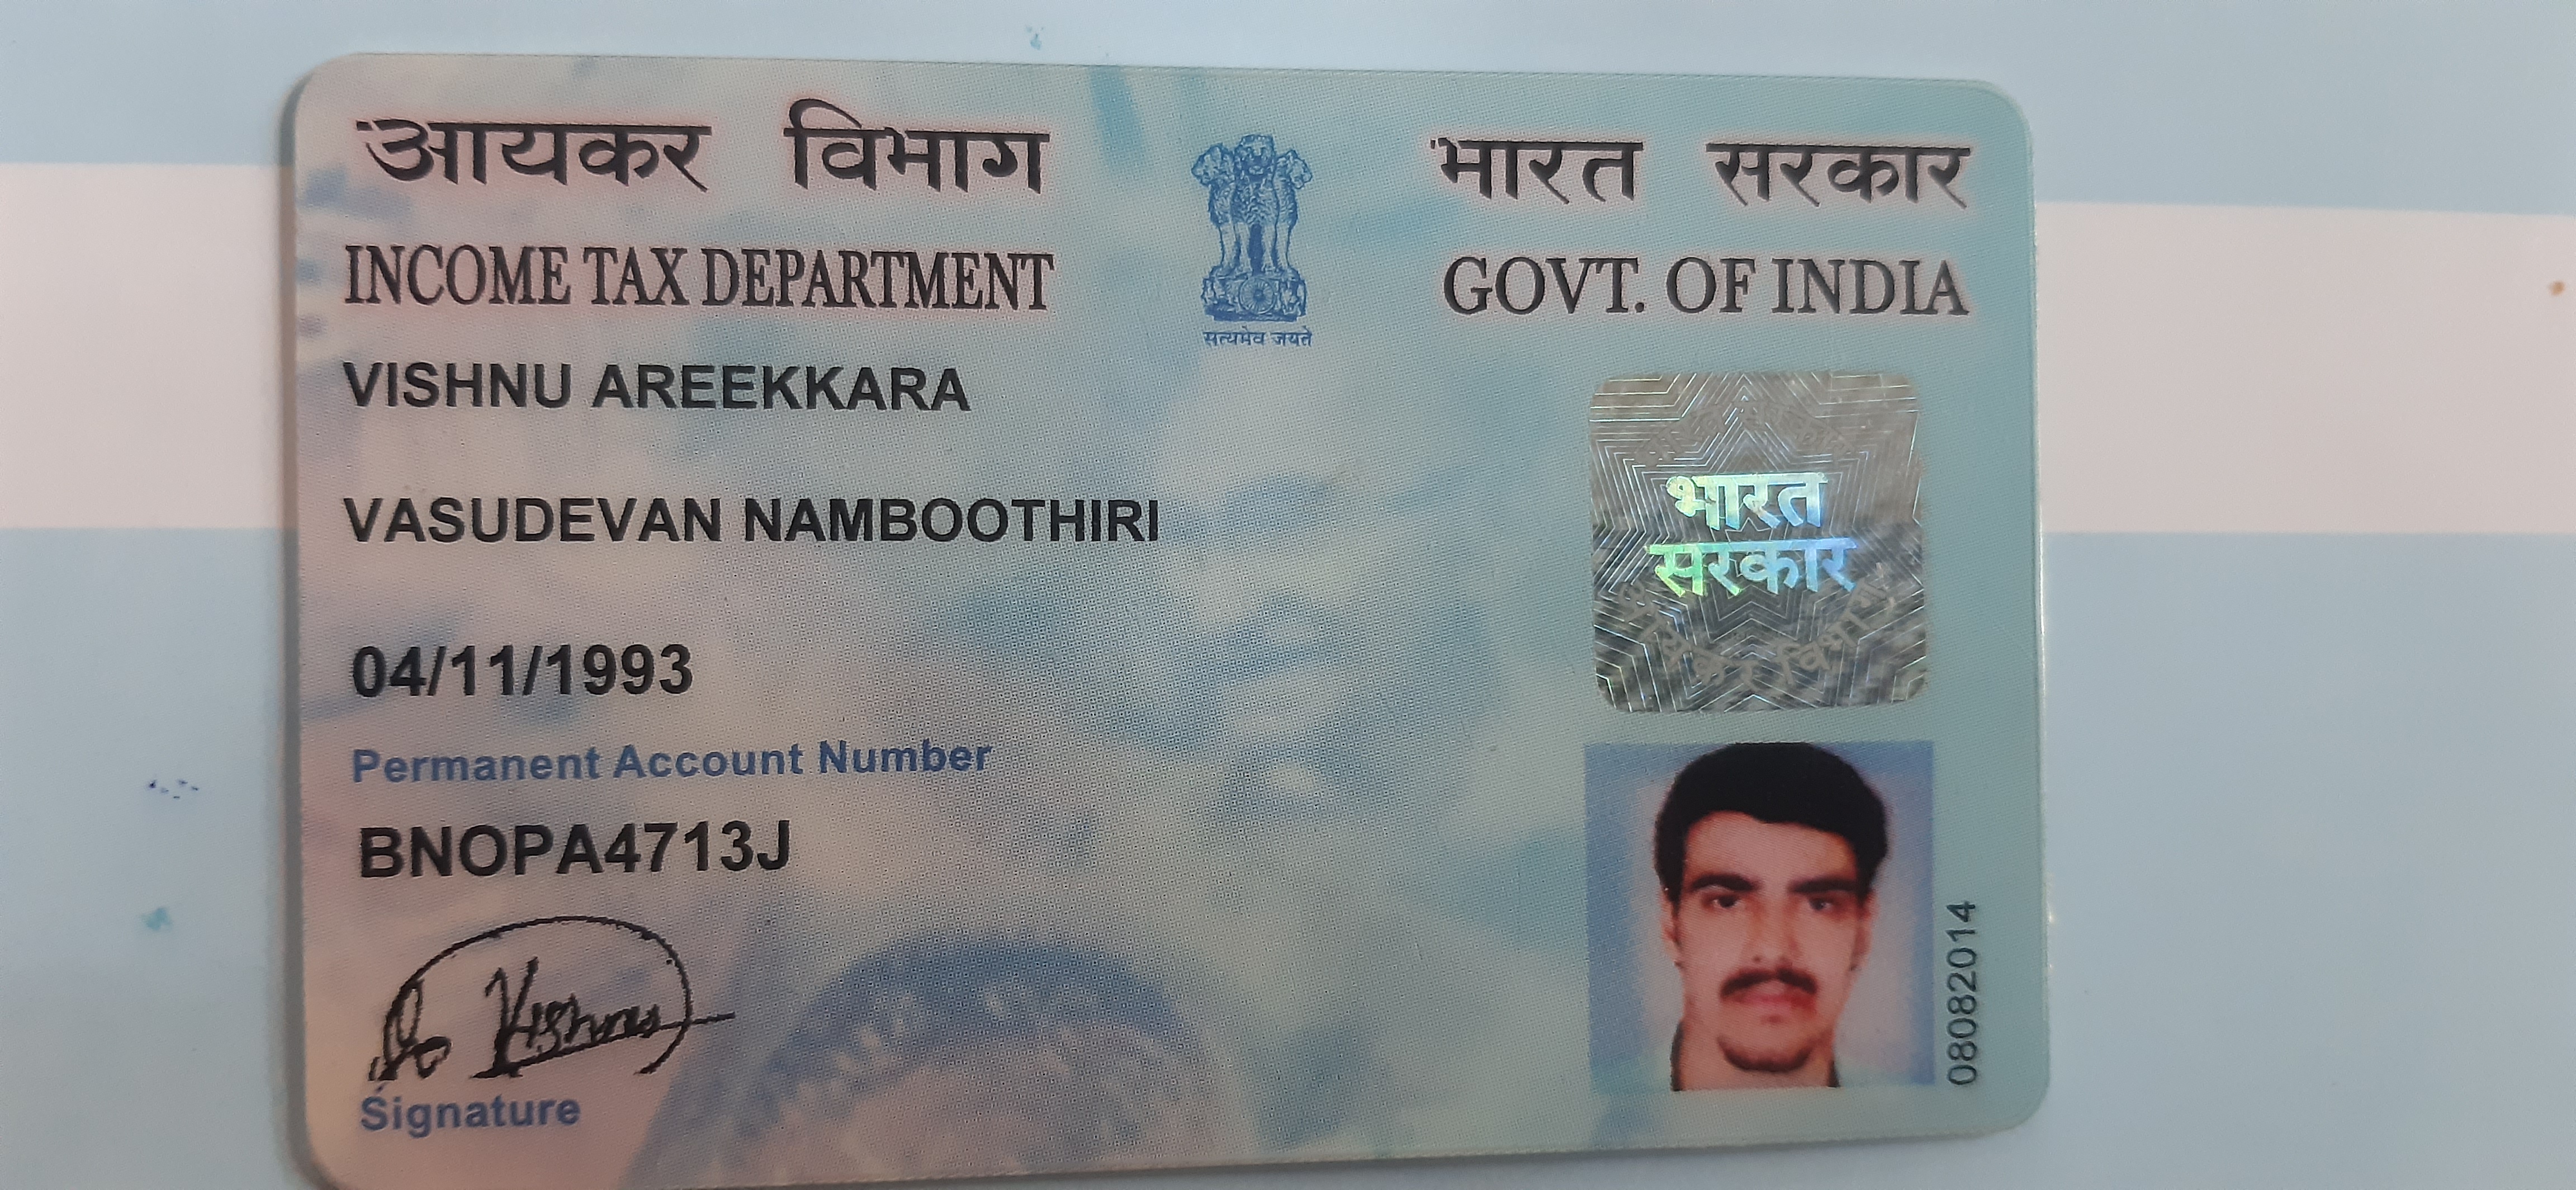 आयकर विभाग
INCOME TAX DEPARTMENT
सत्यमेव जयते
भारत सरकार
GOVT. OF INDIA
VISHNU AREEKKARA
VASUDEVAN NAMBOOTHIRI
04/11/1993
Permanent Account Number
BNOPA4713J
Vishnu
Signature
भारत
सरकार
आयकर विभाग
08082014